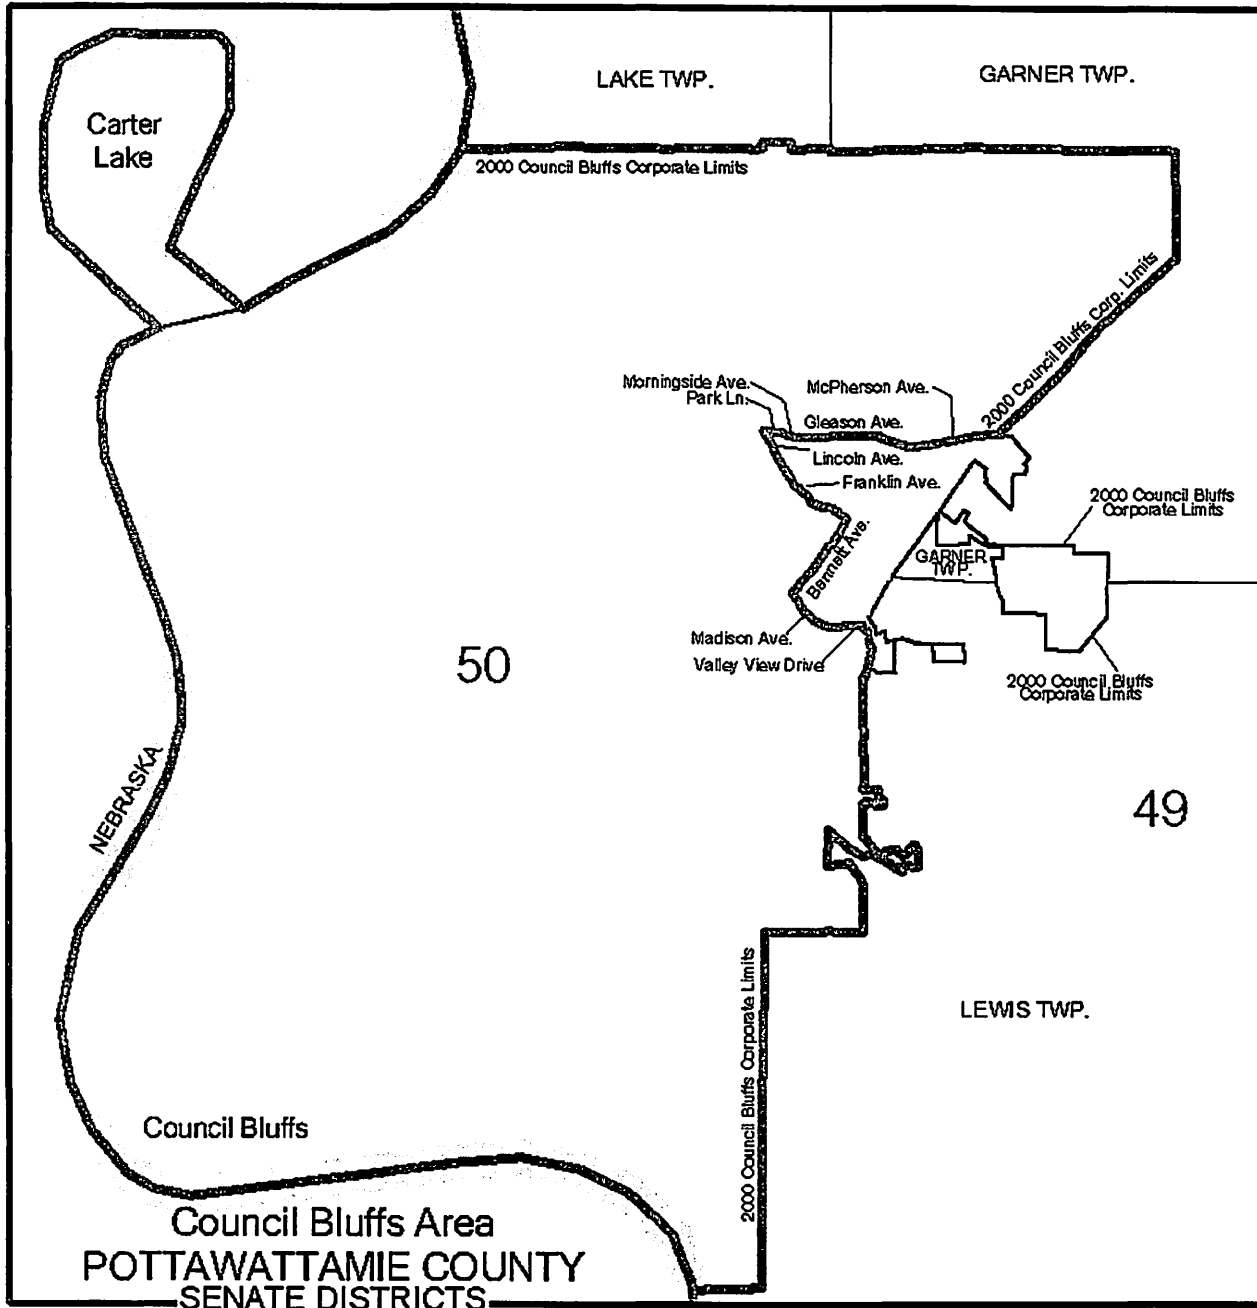 LAKE TWP.
GARNER TWP.
Carter
Lake
2000 Council Bluffs Corporate Limits
2000 Council Bluffs Corp. Limits
Morningside Ave.
Park Ln.
McPherson Ave.
Gleason Ave.
Lincoln Ave.
Franklin Ave.
2000 Council Bluffs
Corporate Limits
Bennett Ave.
GARNER
TWP.
Madison Ave.
Valley View Drive
50
2000 Council Bluffs
Corporate Limits
NEBRASKA
49
2000 Council Bluffs Corporate Limits
LEWIS TWP.
Council Bluffs
Council Bluffs Area
POTTAWATTAMIE COUNTY
SENATE DISTRICTS